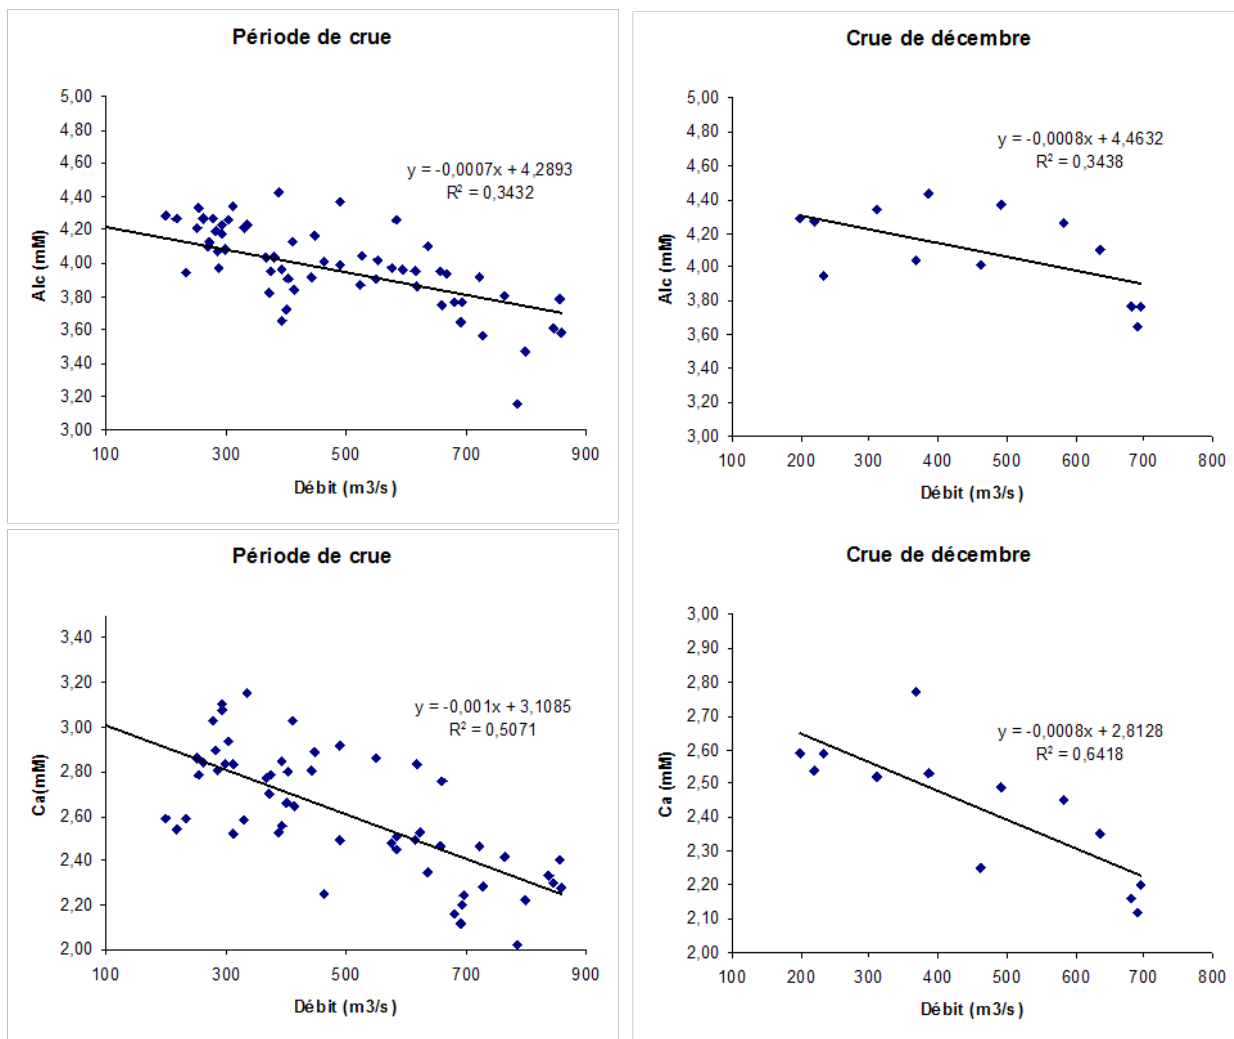 Période de crue
5,00
4,80
4,60
4,40
4,20
4,00
3,80
3,60
3,40
3,20
3,00
Alc (mM)
y = -0,0007x + 4,2893
R² = 0,3432
100 300 500 700 900
Débit (m3/s)
Crue de décembre
5,00
4,80
4,60
4,40
4,20
4,00
3,80
3,60
3,40
3,20
3,00
Alc (mM)
y = -0,0008x + 4,4632
R² = 0,3438
100 200 300 400 500 600 700 800
Débit (m3/s)
Période de crue
3,40
3,20
3,00
2,80
2,60
2,40
2,20
2,00
Ca(mM)
y = -0,001x + 3,1085
R² = 0,5071
100 300 500 700 900
Débit (m3/s)
Crue de décembre
3,00
2,90
2,80
2,70
2,60
2,50
2,40
2,30
2,20
2,10
2,00
Ca (mM)
y = -0,0008x + 2,8128
R² = 0,6418
100 200 300 400 500 600 700 800
Débit (m3/s)